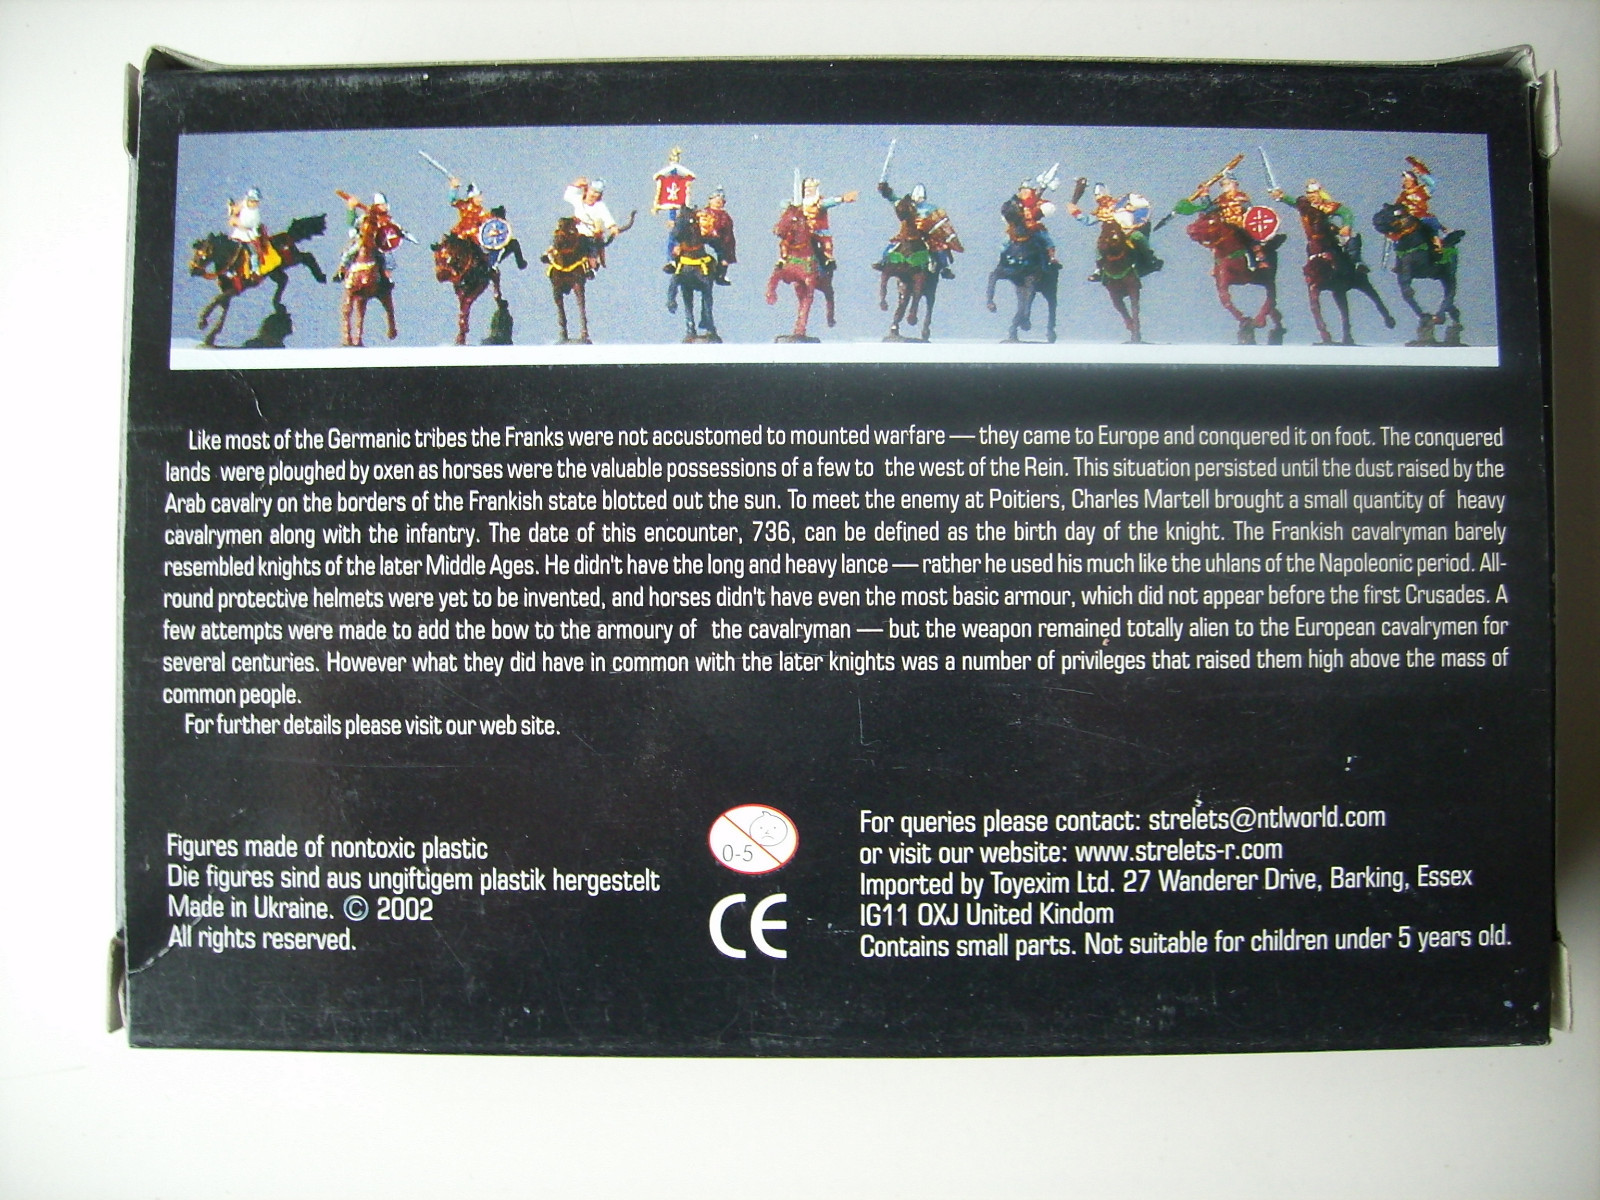 Like most of the Germanic tribes the Franks were not accustomed to mounted warfare — they came to Europe and conquered it on foot. The conquered
lands were ploughed by oxen as horses were the valuable possessions of a few to the west of the Rein. This situation persisted until the dust raised by the
Arab cavalry on the borders of the Frankish state blotted out the sun. To meet the enemy at Poitiers, Charles Martell brought a small quantity of heavy
cavalrymen along with the infantry. The date of this encounter, 736, can be defined as the birth day of the knight. The Frankish cavalryman barely
resembled knights of the later Middle Ages. He didn't have the long and heavy lance — rather he used his much like the uhlans of the Napoleonic period. All-
round protective helmets were yet to be invented, and horses didn't have even the most basic armour, which did not appear before the first Crusades. A
few attempts were made to add the bow to the armoury of the cavalryman — but the weapon remained totally alien to the European cavalrymen for
several centuries. However what they did have in common with the later knights was a number of privileges that raised them high above the mass of
common people.
For further details please visit our web site.
Figures made of nontoxic plastic
Die figures sind aus ungiftigem plastik hergestelt
Made in Ukraine. © 2002
All rights reserved.
0-5
CE
For queries please contact: strelets@ntlworld.com
or visit our website: www.strelets-r.com
Imported by Toyexim Ltd. 27 Wanderer Drive, Barking, Essex
IG11 0XJ United Kindom
Contains small parts. Not suitable for children under 5 years old.